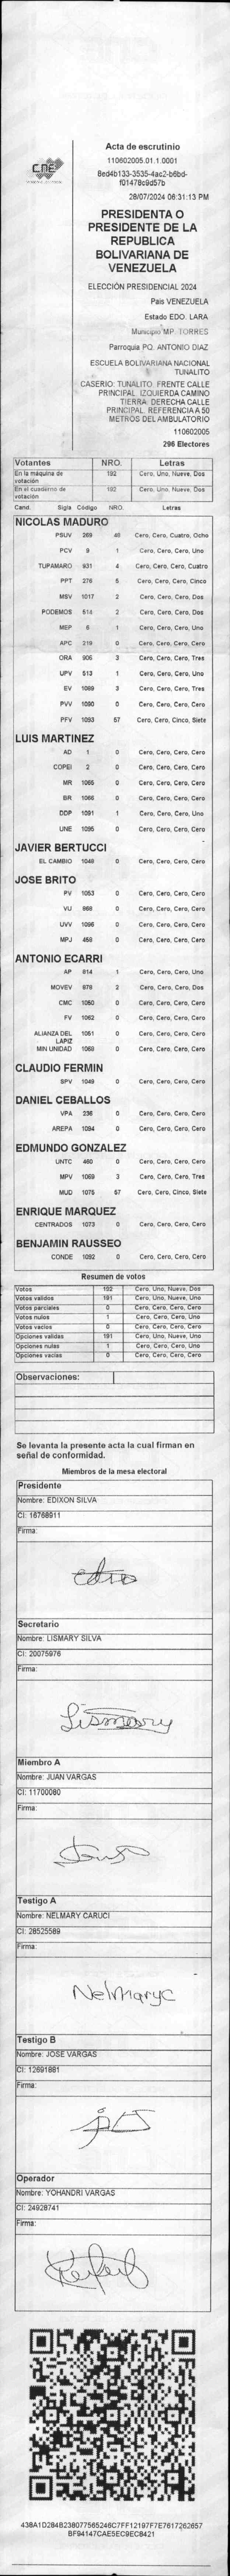 Acta de escrutinio
110602005.01.1.0001
8ed4b133-3535-4ac2-b6bd-
f01478c9d57b
28/07/2024 06:31:13 PM
CNE
PRESIDENTA O
PRESIDENTE DE LA
REPUBLICA
BOLIVARIANA DE
VENEZUELA
ELECCIÓN PRESIDENCIAL 2024
País VENEZUELA
Estado EDO. LARA
Municipio MP. TORRES
Parroquia PQ. ANTONIO DIAZ
ESCUELA BOLIVARIANA NACIONAL
TUNALITO
CASERIO: TUNALITO. FRENTE CALLE
PRINCIPAL. IZQUIERDA CAMINO
TIERRA. DERECHA CALLE
PRINCIPAL. REFERENCIA A 50
METROS DEL AMBULATORIO
110602005
296 Electores
Votantes NRO. Letras
En la máquina de votación 192 Cero, Uno, Nueve, Dos
En el cuaderno de votación 192 Cero, Uno, Nueve, Dos
Cand. Sigla Código NRO. Letras
NICOLAS MADURO
PSUV 269 48 Cero, Cero, Cuatro, Ocho
PCV 9 1 Cero, Cero, Cero, Uno
TUPAMARO 931 4 Cero, Cero, Cero, Cuatro
PPT 276 5 Cero, Cero, Cero, Cinco
MSV 1017 2 Cero, Cero, Cero, Dos
PODEMOS 514 2 Cero, Cero, Cero, Dos
MEP 6 1 Cero, Cero, Cero, Uno
APC 219 0 Cero, Cero, Cero, Cero
ORA 906 3 Cero, Cero, Cero, Tres
UPV 513 1 Cero, Cero, Cero, Uno
EV 1089 3 Cero, Cero, Cero, Tres
PVV 1090 0 Cero, Cero, Cero, Cero
PFV 1093 57 Cero, Cero, Cinco, Siete
LUIS MARTINEZ
AD 1 0 Cero, Cero, Cero, Cero
COPEI 2 0 Cero, Cero, Cero, Cero
MR 1065 0 Cero, Cero, Cero, Cero
BR 1066 0 Cero, Cero, Cero, Cero
DDP 1091 1 Cero, Cero, Cero, Uno
UNE 1095 0 Cero, Cero, Cero, Cero
JAVIER BERTUCCI
EL CAMBIO 1048 0 Cero, Cero, Cero, Cero
JOSE BRITO
PV 1053 0 Cero, Cero, Cero, Cero
VU 868 0 Cero, Cero, Cero, Cero
UVV 1096 0 Cero, Cero, Cero, Cero
MPJ 458 0 Cero, Cero, Cero, Cero
ANTONIO ECARRI
AP 814 1 Cero, Cero, Cero, Uno
MOVEV 878 2 Cero, Cero, Cero, Dos
CMC 1050 0 Cero, Cero, Cero, Cero
FV 1062 0 Cero, Cero, Cero, Cero
ALIANZA DEL LAPIZ 1051 0 Cero, Cero, Cero, Cero
MIN UNIDAD 1068 0 Cero, Cero, Cero, Cero
CLAUDIO FERMIN
SPV 1049 0 Cero, Cero, Cero, Cero
DANIEL CEBALLOS
VPA 236 0 Cero, Cero, Cero, Cero
AREPA 1094 0 Cero, Cero, Cero, Cero
EDMUNDO GONZALEZ
UNTC 460 0 Cero, Cero, Cero, Cero
MPV 1069 3 Cero, Cero, Cero, Tres
MUD 1075 57 Cero, Cero, Cinco, Siete
ENRIQUE MARQUEZ
CENTRADOS 1073 0 Cero, Cero, Cero, Cero
BENJAMIN RAUSSEO
CONDE 1092 0 Cero, Cero, Cero, Cero
Resumen de votos
Votos 192 Cero, Uno, Nueve, Dos
Votos validos 191 Cero, Uno, Nueve, Uno
Votos parciales 0 Cero, Cero, Cero, Cero
Votos nulos 1 Cero, Cero, Cero, Uno
Votos vacíos 0 Cero, Cero, Cero, Cero
Opciones validas 191 Cero, Uno, Nueve, Uno
Opciones nulas 1 Cero, Cero, Cero, Uno
Opciones vacias 0 Cero, Cero, Cero, Cero
Observaciones:
Se levanta la presente acta la cual firman en
señal de conformidad.
Miembros de la mesa electoral
Presidente
Nombre: EDIXON SILVA
CI: 16768911
Firma:
Secretario
Nombre: LISMARY SILVA
CI: 20075976
Firma:
Lismary
Miembro A
Nombre: JUAN VARGAS
CI: 11700080
Firma:
Testigo A
Nombre: NELMARY CARUCI
CI: 28525589
Firma:
Nelmaryc
Testigo B
Nombre: JOSE VARGAS
CI: 12691881
Firma:
Operador
Nombre: YOHANDRI VARGAS
CI: 24928741
Firma:
438A1D284B238077565246C7FF12197F7E7617262657
BF94147CAE5EC9EC8421